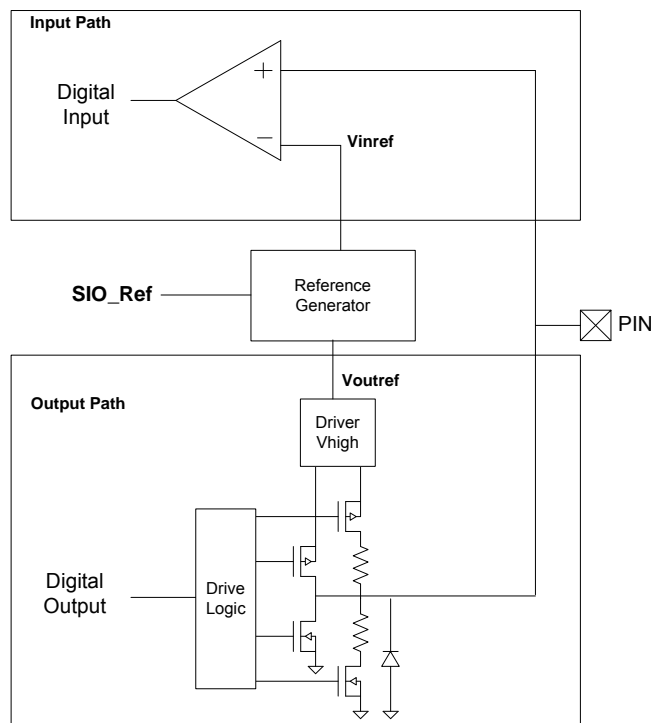 Input Path
+
Digital
Input
−
Vinref
Reference
Generator
SIO_Ref
PIN
Voutref
Output Path
Driver
Vhigh
Digital
Output
Drive
Logic